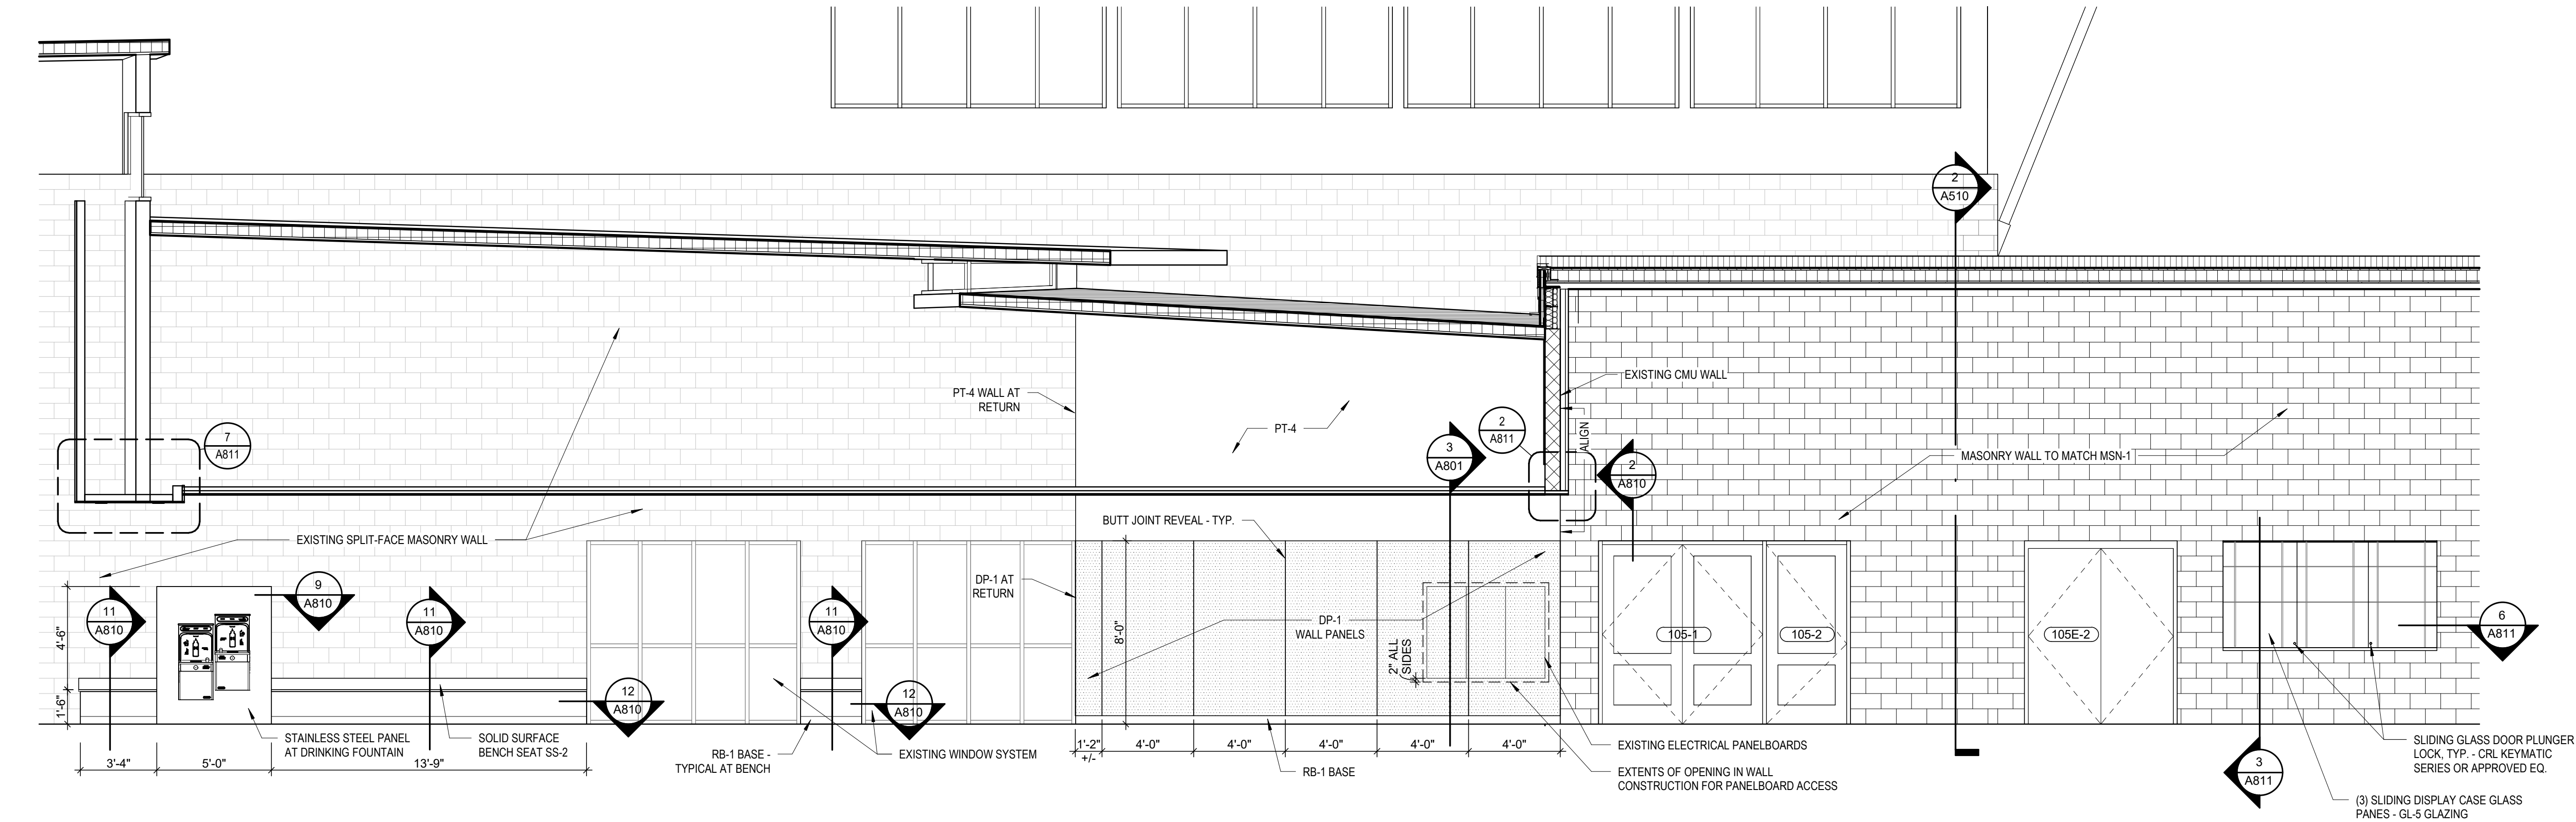 2
A510
EXISTING CMU WALL
PT-4 WALL AT
RETURN
PT-4
ALIGN
7
A811
2
A811
3
A801
2
A810
MASONRY WALL TO MATCH MSN-1
BUTT JOINT REVEAL - TYP.
EXISTING SPLIT-FACE MASONRY WALL
DP-1 AT
RETURN
9
A810
11
A810
11
A810
11
A810
4'-6"
1'-6"
8'-0"
DP-1
WALL PANELS
2" ALL
SIDES
105-1
105-2
105E-2
6
A811
12
A810
12
A810
STAINLESS STEEL PANEL
AT DRINKING FOUNTAIN
SOLID SURFACE
BENCH SEAT SS-2
RB-1 BASE -
TYPICAL AT BENCH
EXISTING WINDOW SYSTEM
1'-2"
+/-
4'-0"
4'-0"
4'-0"
4'-0"
4'-0"
3'-4"
5'-0"
13'-9"
RB-1 BASE
EXISTING ELECTRICAL PANELBOARDS
EXTENTS OF OPENING IN WALL
CONSTRUCTION FOR PANELBOARD ACCESS
3
A811
SLIDING GLASS DOOR PLUNGER
LOCK, TYP. - CRL KEYMATIC
SERIES OR APPROVED EQ.
(3) SLIDING DISPLAY CASE GLASS
PANES - GL-5 GLAZING